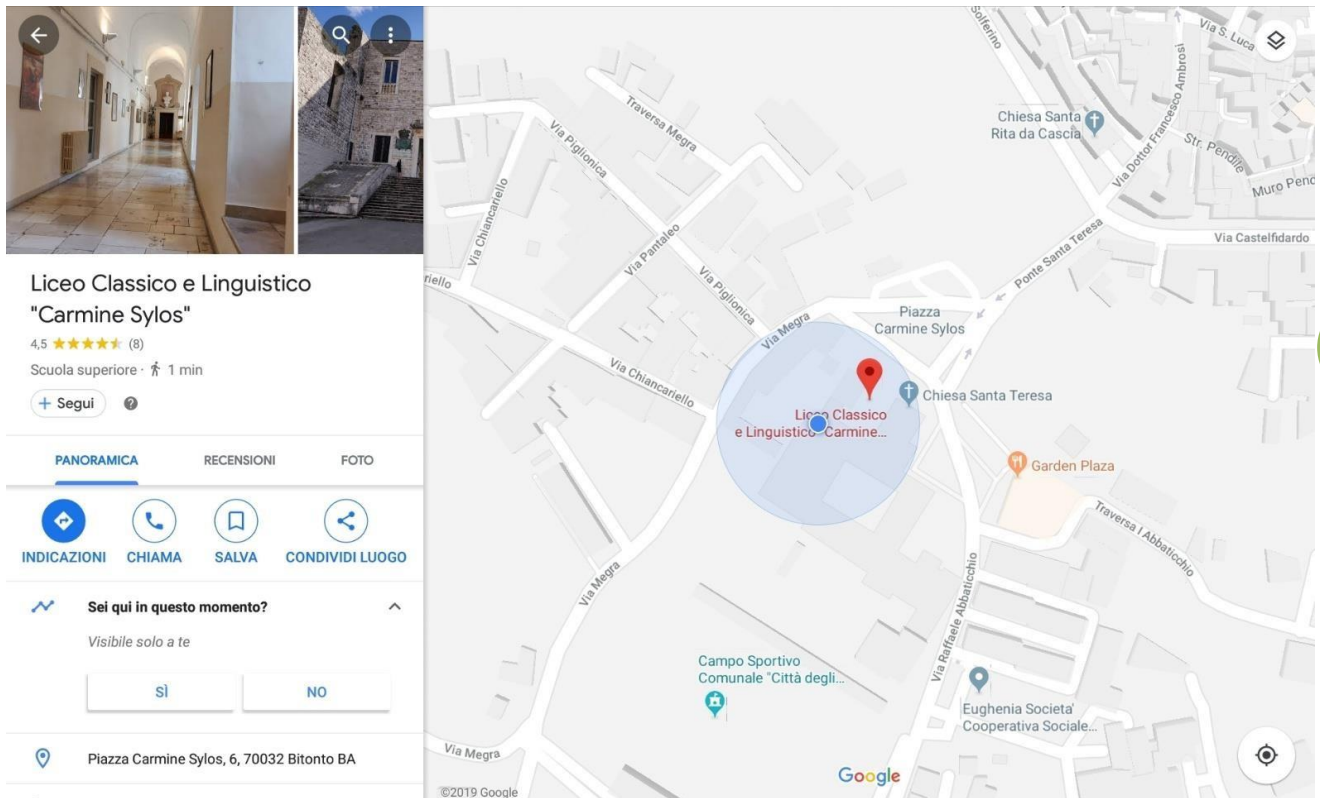 Liceo Classico e Linguistico
"Carmine Sylos"
4,5 (8)
Scuola superiore · 1 min
+ Segui
PANORAMICA
RECENSIONI
FOTO
INDICAZIONI
CHIAMA
SALVA
CONDIVIDI LUOGO
Sei qui in questo momento?
Visibile solo a te
SÌ
NO
Piazza Carmine Sylos, 6, 70032 Bitonto BA
Solferino
Via S. Luca
Traversa Megra
Chiesa Santa
Rita da Cascia
Via Dottor Francesco Ambrosi
Via Piglionica
Str. Pendile
Muro Pend
Via Chiancariello
Via Pantaleo
Ponte Santa Teresa
Via Castelfidardo
riello
Via Piglionica
Via Megra
Piazza
Carmine Sylos
Via Chiancariello
Chiesa Santa Teresa
Liceo Classico
e Linguistico "Carmine...
Garden Plaza
Traversa I Abbaticchio
Via Megra
Via Raffaele Abbaticchio
Campo Sportivo
Comunale "Città degli...
Eughenia Societa'
Cooperativa Sociale...
Via Megra
Google
©2019 Google